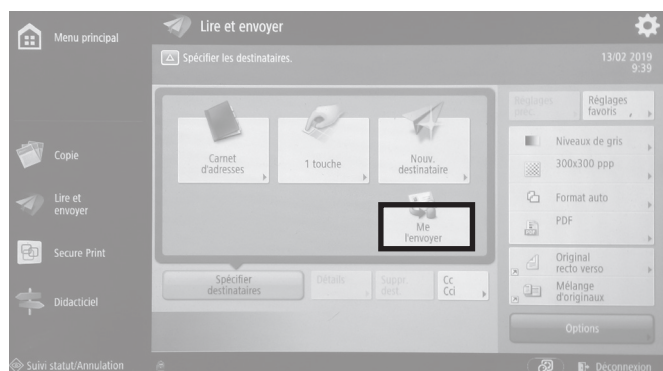 Menu principal
Lire et envoyer
Spécifier les destinataires.
13/02 2019
9:39
Copie
Lire et
envoyer
Secure Print
Didacticiel
Suivi statut/Annulation
Carnet
d'adresses
1 touche
Nouv.
destinataire
Me
l'envoyer
Spécifier
destinataires
Détails
Suppr.
dest.
Cc
Cci
Réglages
préc.
Réglages
favoris
Niveaux de gris
300x300 ppp
Format auto
PDF
Original
recto verso
Mélange
d'originaux
Options
Déconnexion